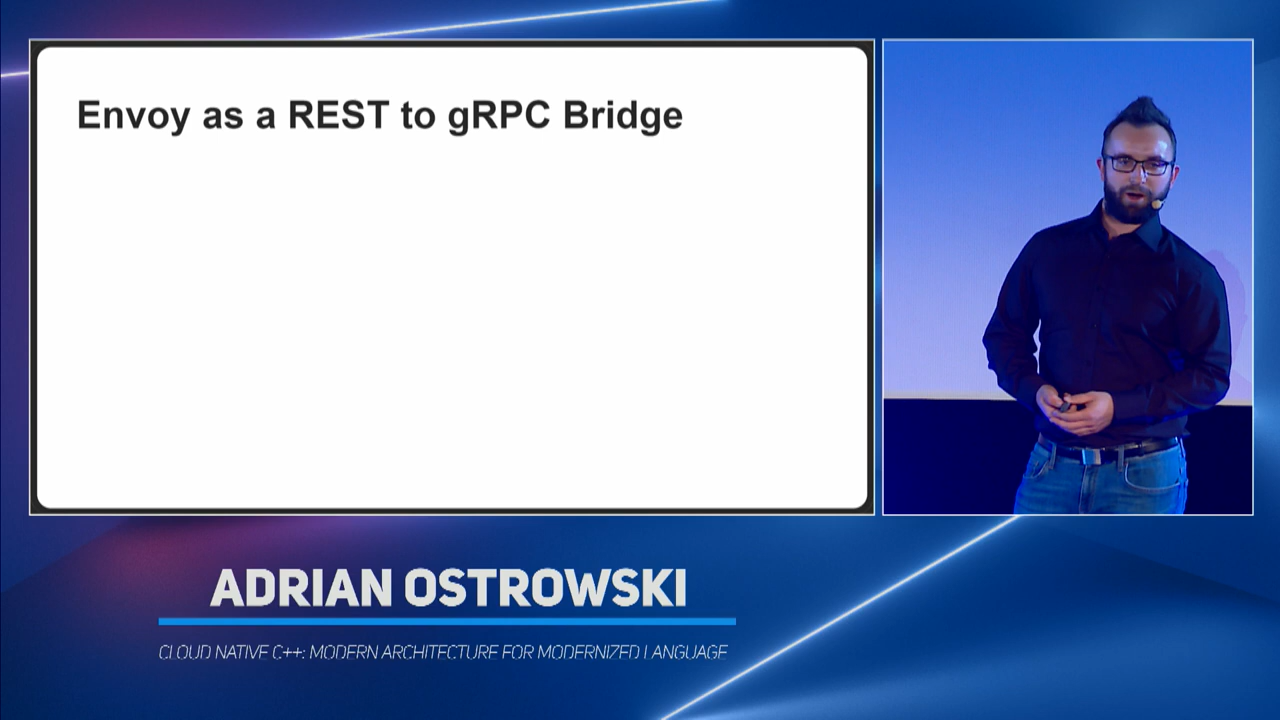 Envoy as a REST to gRPC Bridge
ADRIAN OSTROWSKI
CLOUD NATIVE C++: MODERN ARCHITECTURE FOR MODERNIZED LANGUAGE